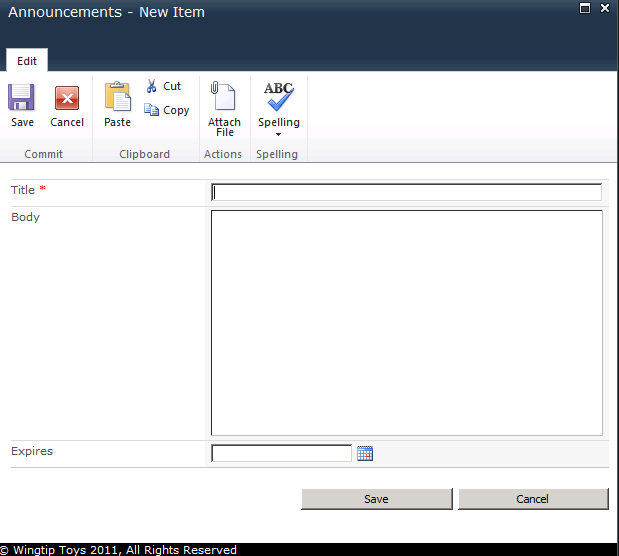 Announcements - New Item
Edit
Save
Cancel
Paste
Cut
Copy
Attach
File
ABC
Spelling
Commit
Clipboard
Actions
Spelling
Title *
Body
Expires
Save
Cancel
© Wingtip Toys 2011, All Rights Reserved